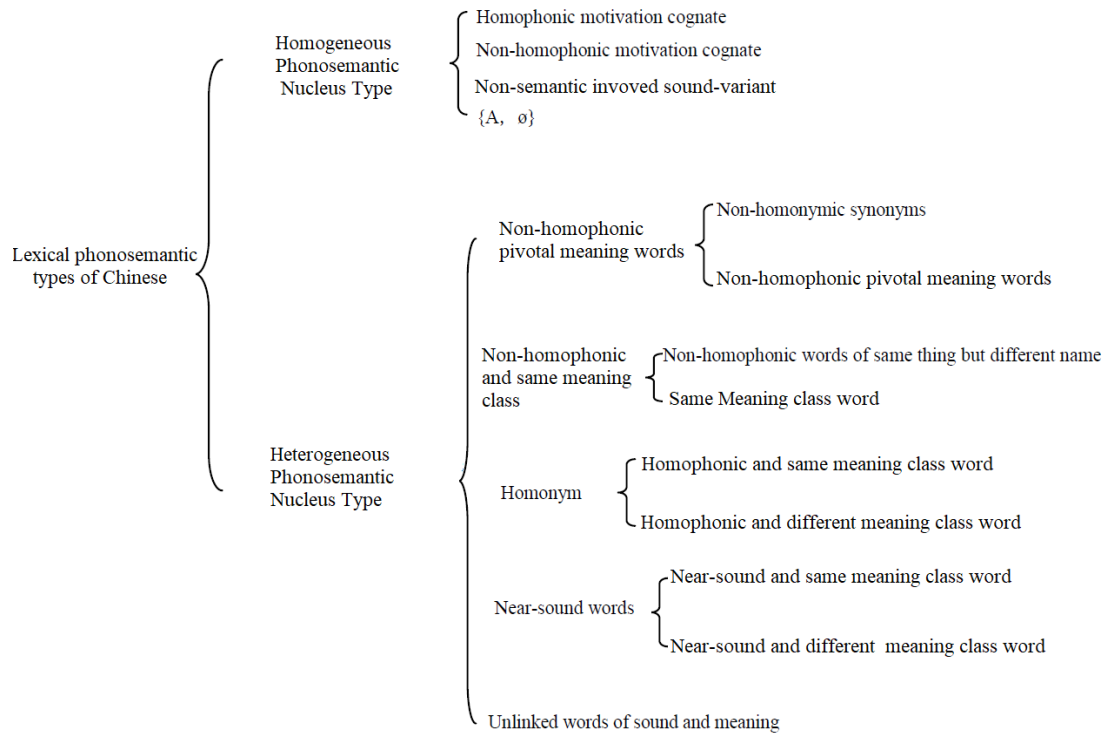 Homophonic motivation cognate
Homogeneous
Phonosemantic
Nucleus Type
Non-homophonic motivation cognate
Non-semantic invoved sound-variant
{A, ø}
Lexical phonosemantic
types of Chinese
Non-homophonic
pivotal meaning words
Non-homonymic synonyms
Non-homophonic pivotal meaning words
Non-homophonic
and same meaning
class
Non-homophonic words of same thing but different name
Same Meaning class word
Heterogeneous
Phonosemantic
Nucleus Type
Homonym
Homophonic and same meaning class word
Homophonic and different meaning class word
Near-sound words
Near-sound and same meaning class word
Near-sound and different meaning class word
Unlinked words of sound and meaning